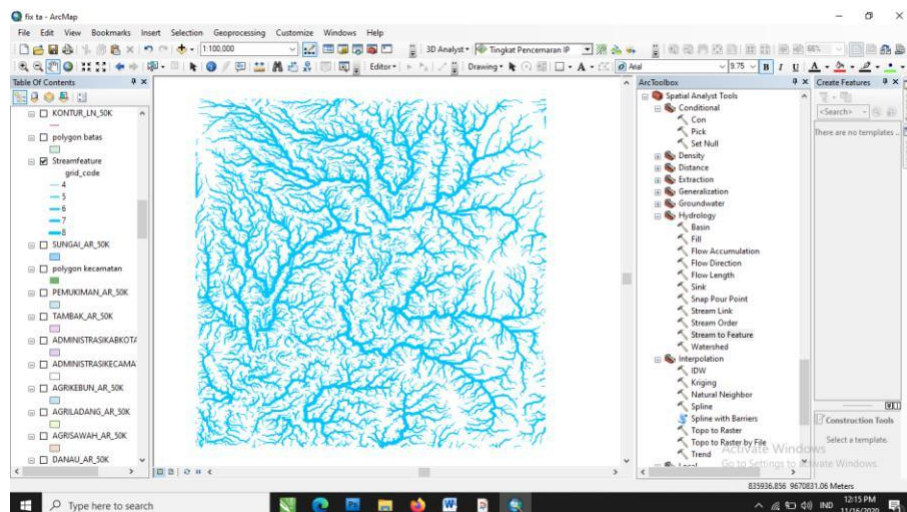 fix ta - ArcMap
File Edit View Bookmarks Insert Selection Geoprocessing Customize Windows Help
1:100,000
3D Analyst
Tingkat Pencemaran IP
66%
Editor
Drawing
Arial
9.75
B I U A
Table Of Contents
KONTUR_LN_50K
polygon batas
Streamfeature
grid_code
4
5
6
7
8
SUNGAI_AR_50K
polygon kecamatan
PEMUKIMAN_AR_50K
TAMBAK_AR_50K
ADMINISTRASIKABKOTA
ADMINISTRASIKECAMA
AGRIKEBUN_AR_50K
AGRILADANG_AR_50K
AGRISAWAH_AR_50K
DANAU_AR_50K
ArcToolbox
Spatial Analyst Tools
Conditional
Con
Pick
Set Null
Density
Distance
Extraction
Generalization
Groundwater
Hydrology
Basin
Fill
Flow Accumulation
Flow Direction
Flow Length
Sink
Snap Pour Point
Stream Link
Stream Order
Stream to Feature
Watershed
Interpolation
IDW
Kriging
Natural Neighbor
Spline
Spline with Barriers
Topo to Raster
Topo to Raster by File
Trend
Local
Create Features
<Search>
There are no templates
Construction Tools
Select a template.
Activate Windows
Go to Settings to activate Windows.
835936.856 9670831.06 Meters
Type here to search
IND
12:15 PM
11/16/2020